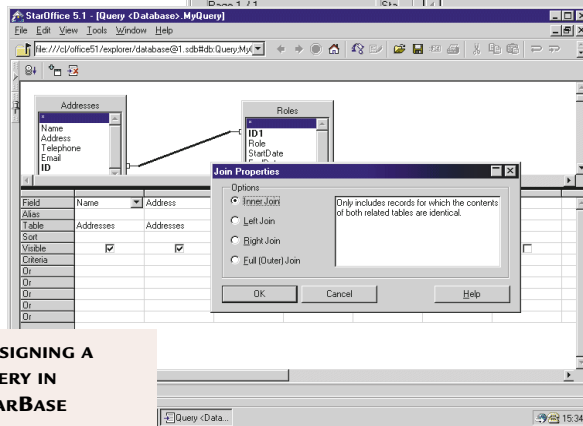 Page 1 / 1
StarOffice 5.1 - [Query <Database>.MyQuery]
File Edit View Tools Window Help
file:///c|/office51/explorer/database@1.sdb#db:Query;My
Addresses
*
Name
Address
Telephone
Email
ID
Roles
*
ID1
Role
StartDate
Join Properties
Options
Inner Join
Left Join
Right Join
Full (Outer) Join
Only includes records for which the contents
of both related tables are identical.
OK Cancel Help
Field Name Address
Alias
Table Addresses Addresses
Sort
Visible
Criteria
Or
Or
Or
Or
Or
SIGNING A
ERY IN
ARBASE
Query <Data...
15:34